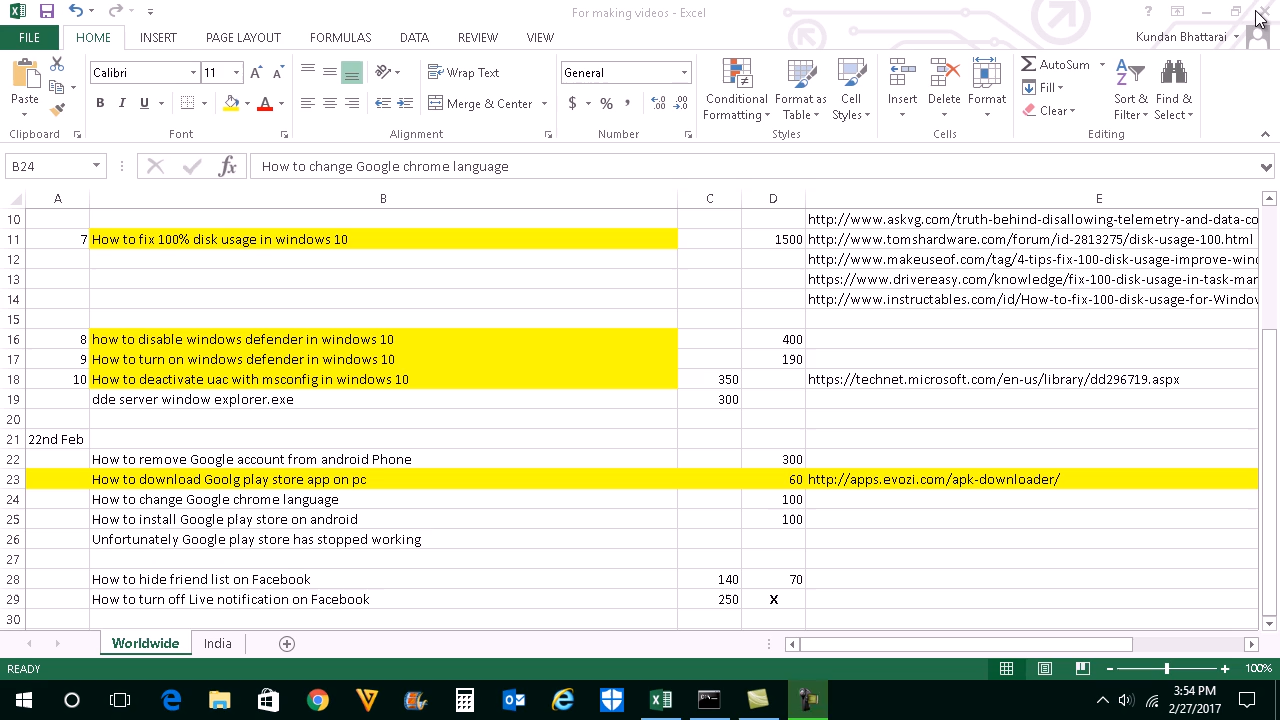 For making videos - Excel
FILE HOME INSERT PAGE LAYOUT FORMULAS DATA REVIEW VIEW Kundan Bhattarai
Calibri 11 Wrap Text General AutoSum
Paste Conditional Formatting Format as Table Cell Styles Insert Delete Format Fill Sort & Filter Find & Select
B I U A Merge & Center $ % , Clear
Clipboard Font Alignment Number Styles Cells Editing
B24 fx How to change Google chrome language
A B C D E
10 http://www.askvg.com/truth-behind-disallowing-telemetry-and-data-co
11 7 How to fix 100% disk usage in windows 10 1500 http://www.tomshardware.com/forum/id-2813275/disk-usage-100.html
12 http://www.makeuseof.com/tag/4-tips-fix-100-disk-usage-improve-wind
13 https://www.drivereasy.com/knowledge/fix-100-disk-usage-in-task-mar
14 http://www.instructables.com/id/How-to-fix-100-disk-usage-for-Window
15
16 8 how to disable windows defender in windows 10 400
17 9 How to turn on windows defender in windows 10 190
18 10 How to deactivate uac with msconfig in windows 10 350 https://technet.microsoft.com/en-us/library/dd296719.aspx
19 dde server window explorer.exe 300
20
21 22nd Feb
22 How to remove Google account from android Phone 300
23 How to download Goolg play store app on pc 60 http://apps.evozi.com/apk-downloader/
24 How to change Google chrome language 100
25 How to install Google play store on android 100
26 Unfortunately Google play store has stopped working
27
28 How to hide friend list on Facebook 140 70
29 How to turn off Live notification on Facebook 250 X
30
Worldwide India
READY 100%
3:54 PM
2/27/2017